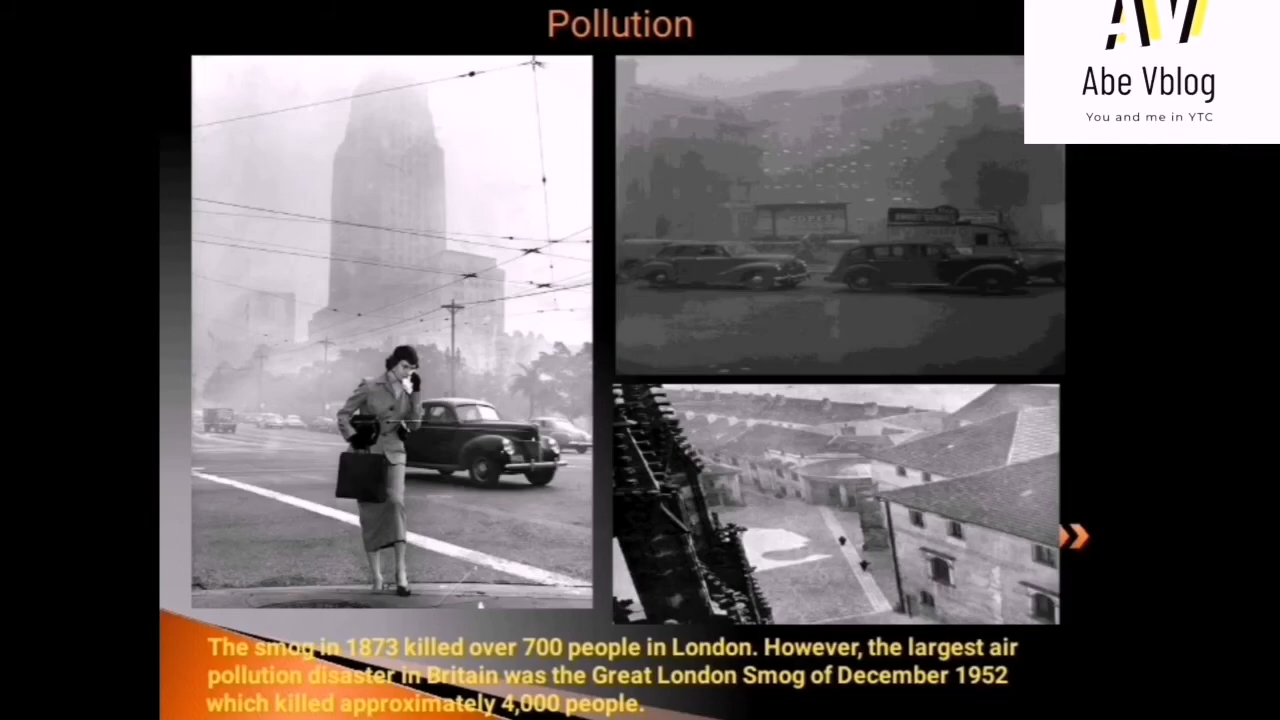 Pollution
AV
Abe Vblog
You and me in YTC
The smog in 1873 killed over 700 people in London. However, the largest air
pollution disaster in Britain was the Great London Smog of December 1952
which killed approximately 4,000 people.